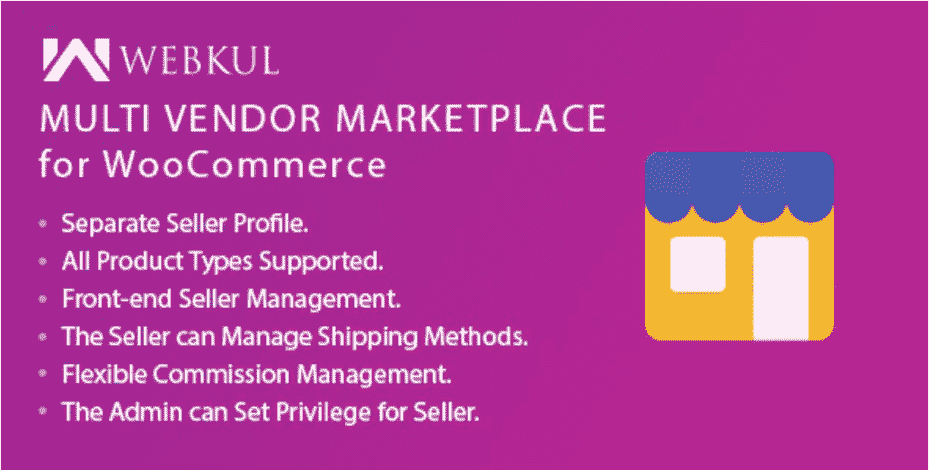 WEBKUL
MULTI VENDOR MARKETPLACE
for WooCommerce
• Separate Seller Profile.
• All Product Types Supported.
• Front-end Seller Management.
• The Seller can Manage Shipping Methods.
• Flexible Commission Management.
• The Admin can Set Privilege for Seller.